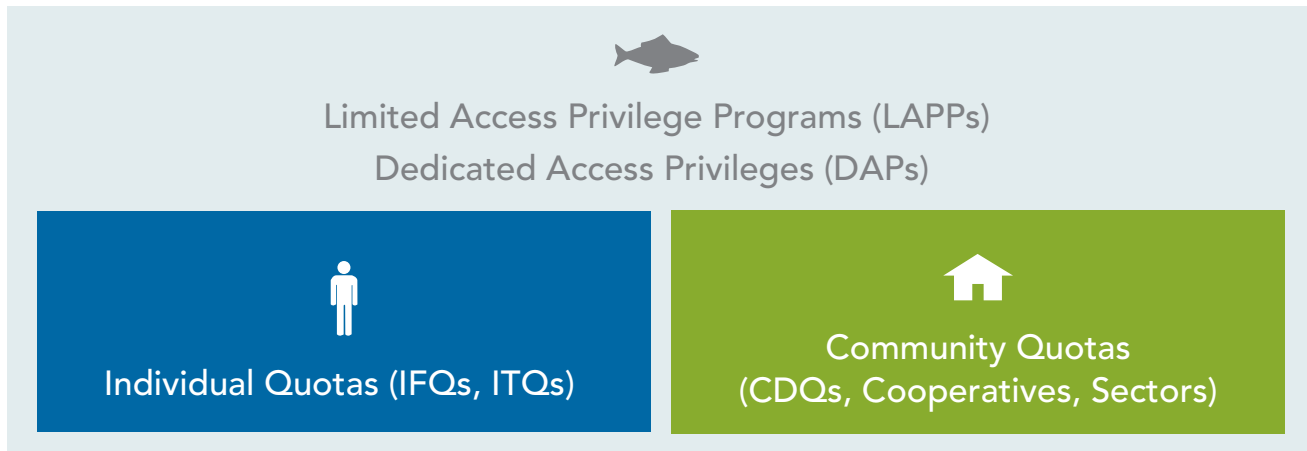 Limited Access Privilege Programs (LAPPs)
Dedicated Access Privileges (DAPs)
Individual Quotas (IFQs, ITQs)
Community Quotas
(CDQs, Cooperatives, Sectors)